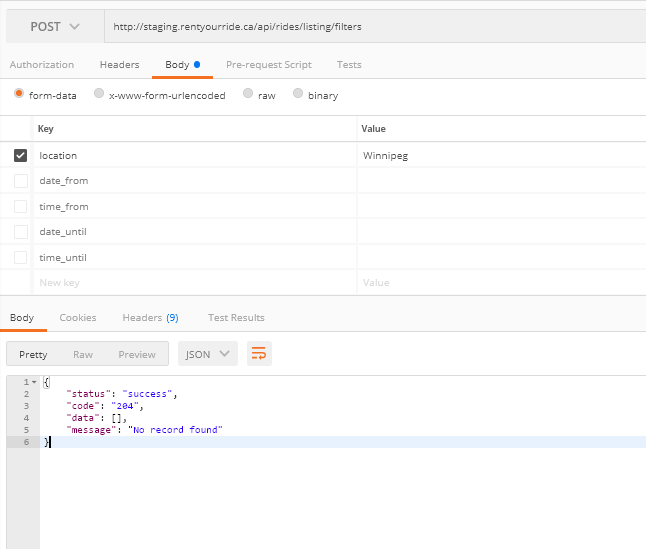 POST http://staging.rentyourride.ca/api/rides/listing/filters
Authorization Headers Body Pre-request Script Tests
form-data x-www-form-urlencoded raw binary
Key Value
location Winnipeg
date_from
time_from
date_until
time_until
New key Value
Body Cookies Headers (9) Test Results
Pretty Raw Preview JSON
1 {
2 "status": "success",
3 "code": "204",
4 "data": [],
5 "message": "No record found"
6 }